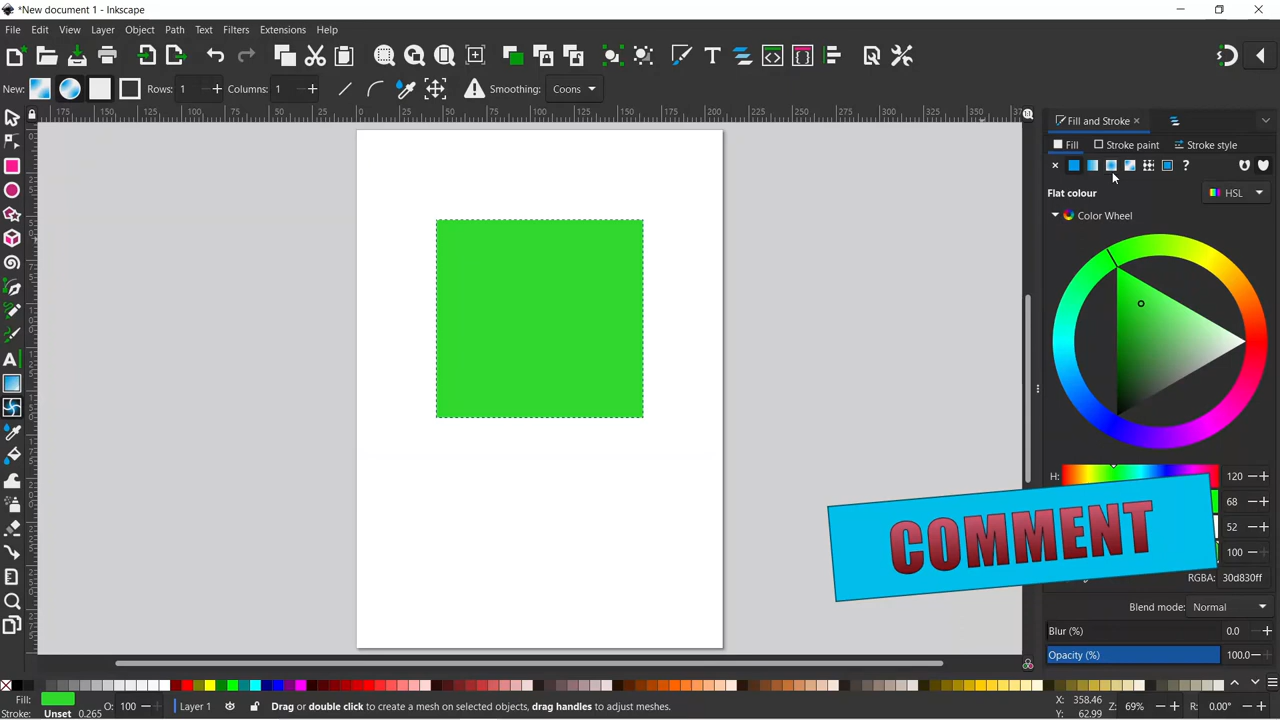 *New document 1 - Inkscape
File Edit View Layer Object Path Text Filters Extensions Help
New: Rows: 1 Columns: 1 Smoothing: Coons
Fill and Stroke
Fill Stroke paint Stroke style
Flat colour HSL
Color Wheel
H: 120
68
52
100
COMMENT
RGBA: 30d830ff
Blend mode: Normal
Blur (%) 0.0
Opacity (%) 100.0
Fill: O: 100 Layer 1 Drag or double click to create a mesh on selected objects, drag handles to adjust meshes. X: 358.46 Z: 69% R: 0.00°
Stroke: Unset 0.265 Y: 62.99